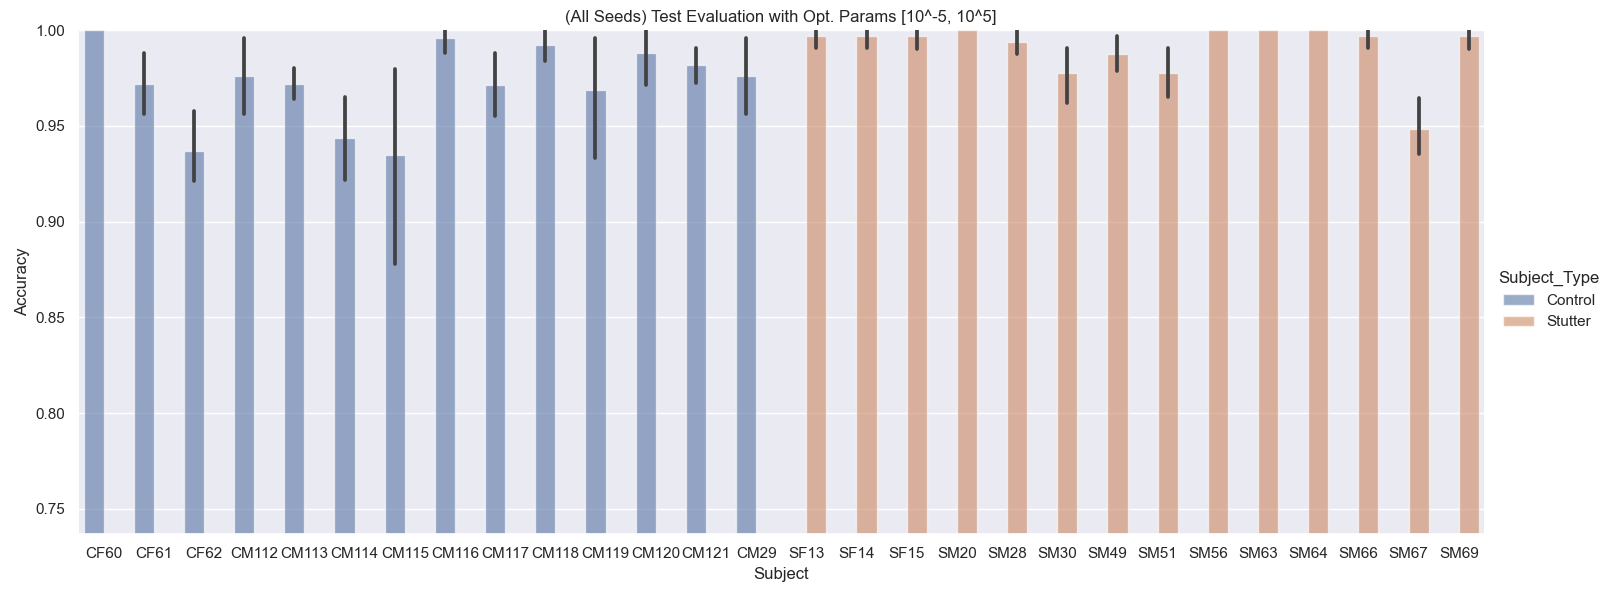 (All Seeds) Test Evaluation with Opt. Params [10^-5, 10^5]
1.00
0.95
0.90
0.85
0.80
0.75
Accuracy
CF60 CF61 CF62 CM112 CM113 CM114 CM115 CM116 CM117 CM118 CM119 CM120 CM121 CM29 SF13 SF14 SF15 SM20 SM28 SM30 SM49 SM51 SM56 SM63 SM64 SM66 SM67 SM69
Subject
Subject_Type
Control
Stutter